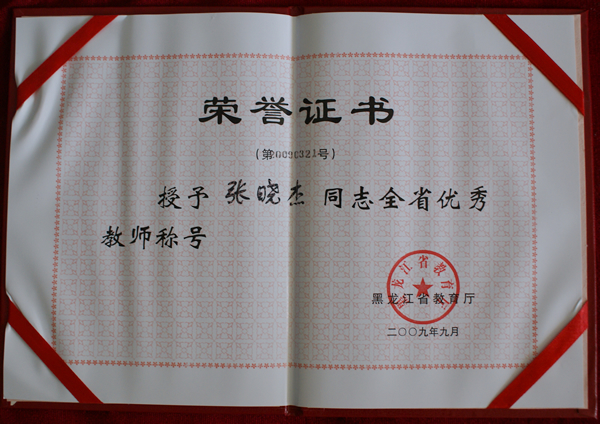 荣誉证书
(第0090321号)
授予 张晓杰 同志全省优秀
教师称号
黑龙江省教育厅
黑龙江省教育厅
二〇〇九年九月